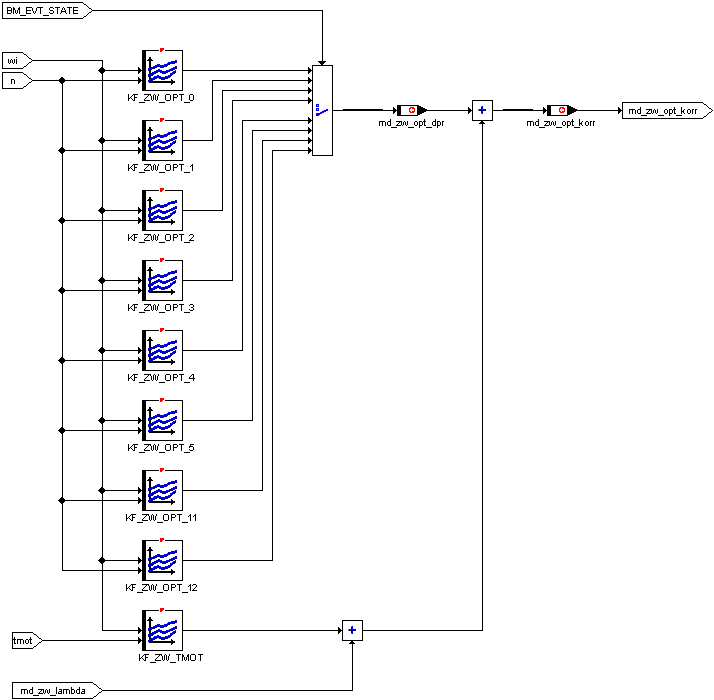 BM_EVT_STATE
wi
n
KF_ZW_OPT_0
md_zw_opt_dpr
md_zw_opt_korr
md_zw_opt_korr
KF_ZW_OPT_1
KF_ZW_OPT_2
KF_ZW_OPT_3
KF_ZW_OPT_4
KF_ZW_OPT_5
KF_ZW_OPT_11
KF_ZW_OPT_12
tmot
KF_ZW_TMOT
md_zw_lambda